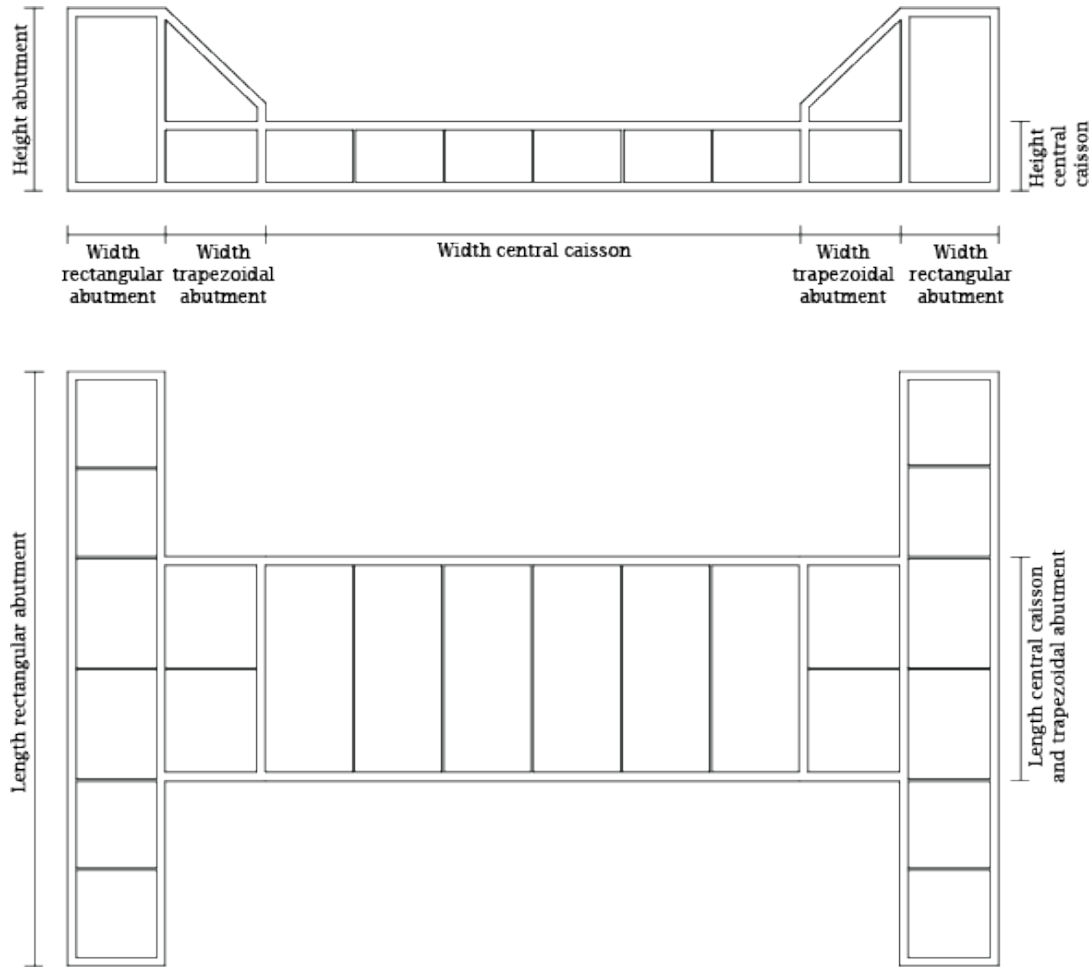 Height abutment
Height
central
caisson
Width
rectangular
abutment
Width
trapezoidal
abutment
Width central caisson
Width
trapezoidal
abutment
Width
rectangular
abutment
Length rectangular abutment
Length central caisson
and trapezoidal abutment